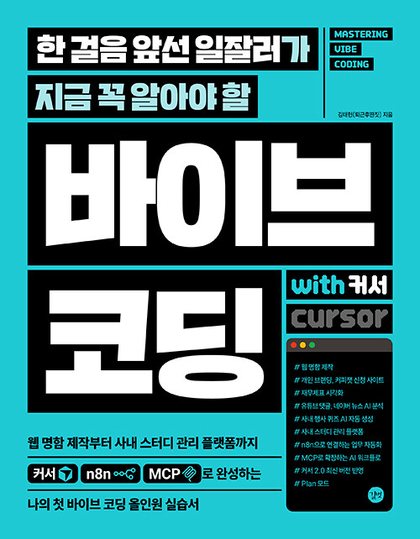 한 걸음 앞선 일잘러가
지금 꼭 알아야 할
MASTERING
VIBE
CODING
김태헌(퇴근후딴짓) 지음
바이브
코딩
with 커서
cursor
# 웹 명함 제작
# 개인 브랜딩, 커피챗 신청 사이트
# 재무제표 시각화
# 유튜브 댓글, 네이버 뉴스 AI 분석
# 사내 행사 퀴즈 AI 자동 생성
# 사내 스터디 관리 플랫폼
# n8n으로 연결하는 업무 자동화
# MCP로 확장하는 AI 워크플로
# 커서 2.0 최신 버전 반영
# Plan 모드
길벗
웹 명함 제작부터 사내 스터디 관리 플랫폼까지
커서 n8n MCP 로 완성하는
나의 첫 바이브 코딩 올인원 실습서